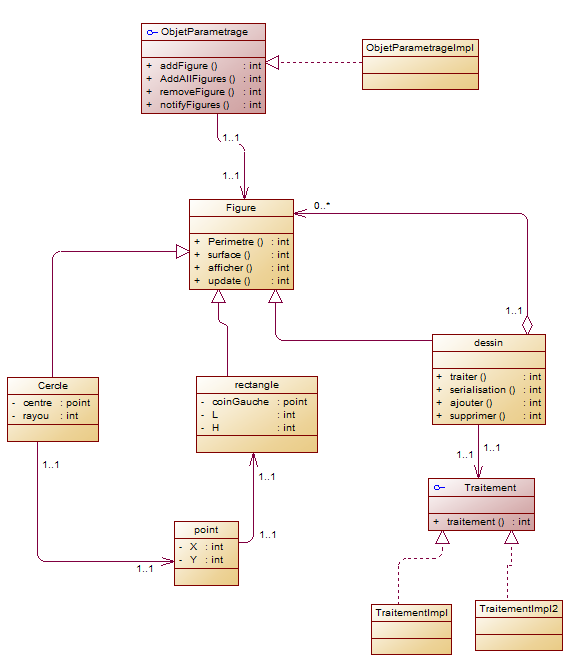 ObjetParametrage
+ addFigure () : int
+ AddAllFigures () : int
+ removeFigure () : int
+ notifyFigures () : int
ObjetParametrageImpl
1..1
1..1
Figure
+ Perimetre () : int
+ surface () : int
+ afficher () : int
+ update () : int
0..*
1..1
dessin
+ traiter () : int
+ serialisation () : int
+ ajouter () : int
+ supprimer () : int
Cercle
- centre : point
- rayou : int
rectangle
- coinGauche : point
- L : int
- H : int
1..1
1..1
1..1
1..1
Traitement
+ traitement () : int
point
- X : int
- Y : int
1..1
1..1
TraitementImpl
TraitementImpl2